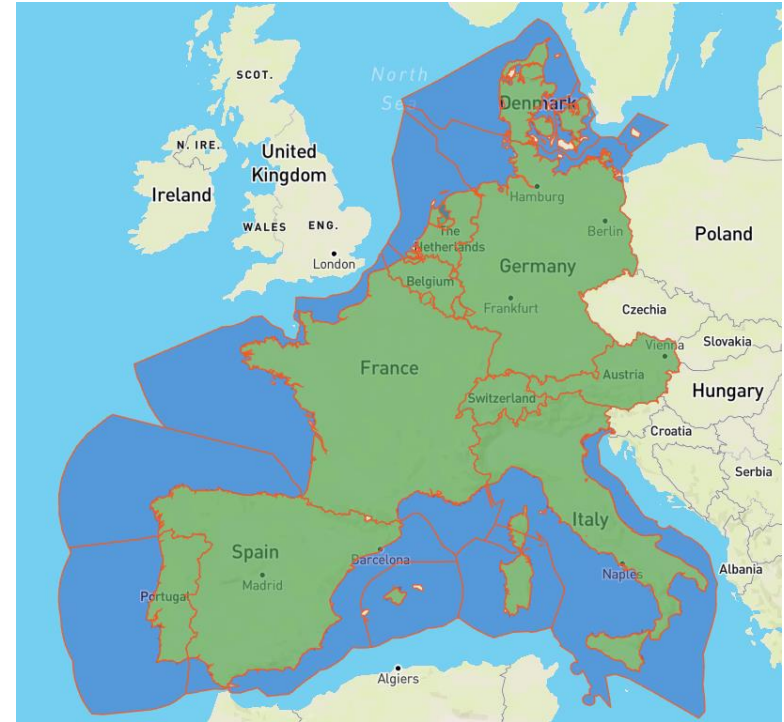 SCOT.
North
Sea
Denmark
N. IRE.
United
Kingdom
Ireland
Hamburg
WALES
ENG.
The
Netherlands
Berlin
Poland
London
Belgium
Germany
Frankfurt
Czechia
Slovakia
Vienna
France
Austria
Switzerland
Hungary
Croatia
Serbia
Italy
Spain
Barcelona
Naples
Albania
Madrid
Portugal
Algiers